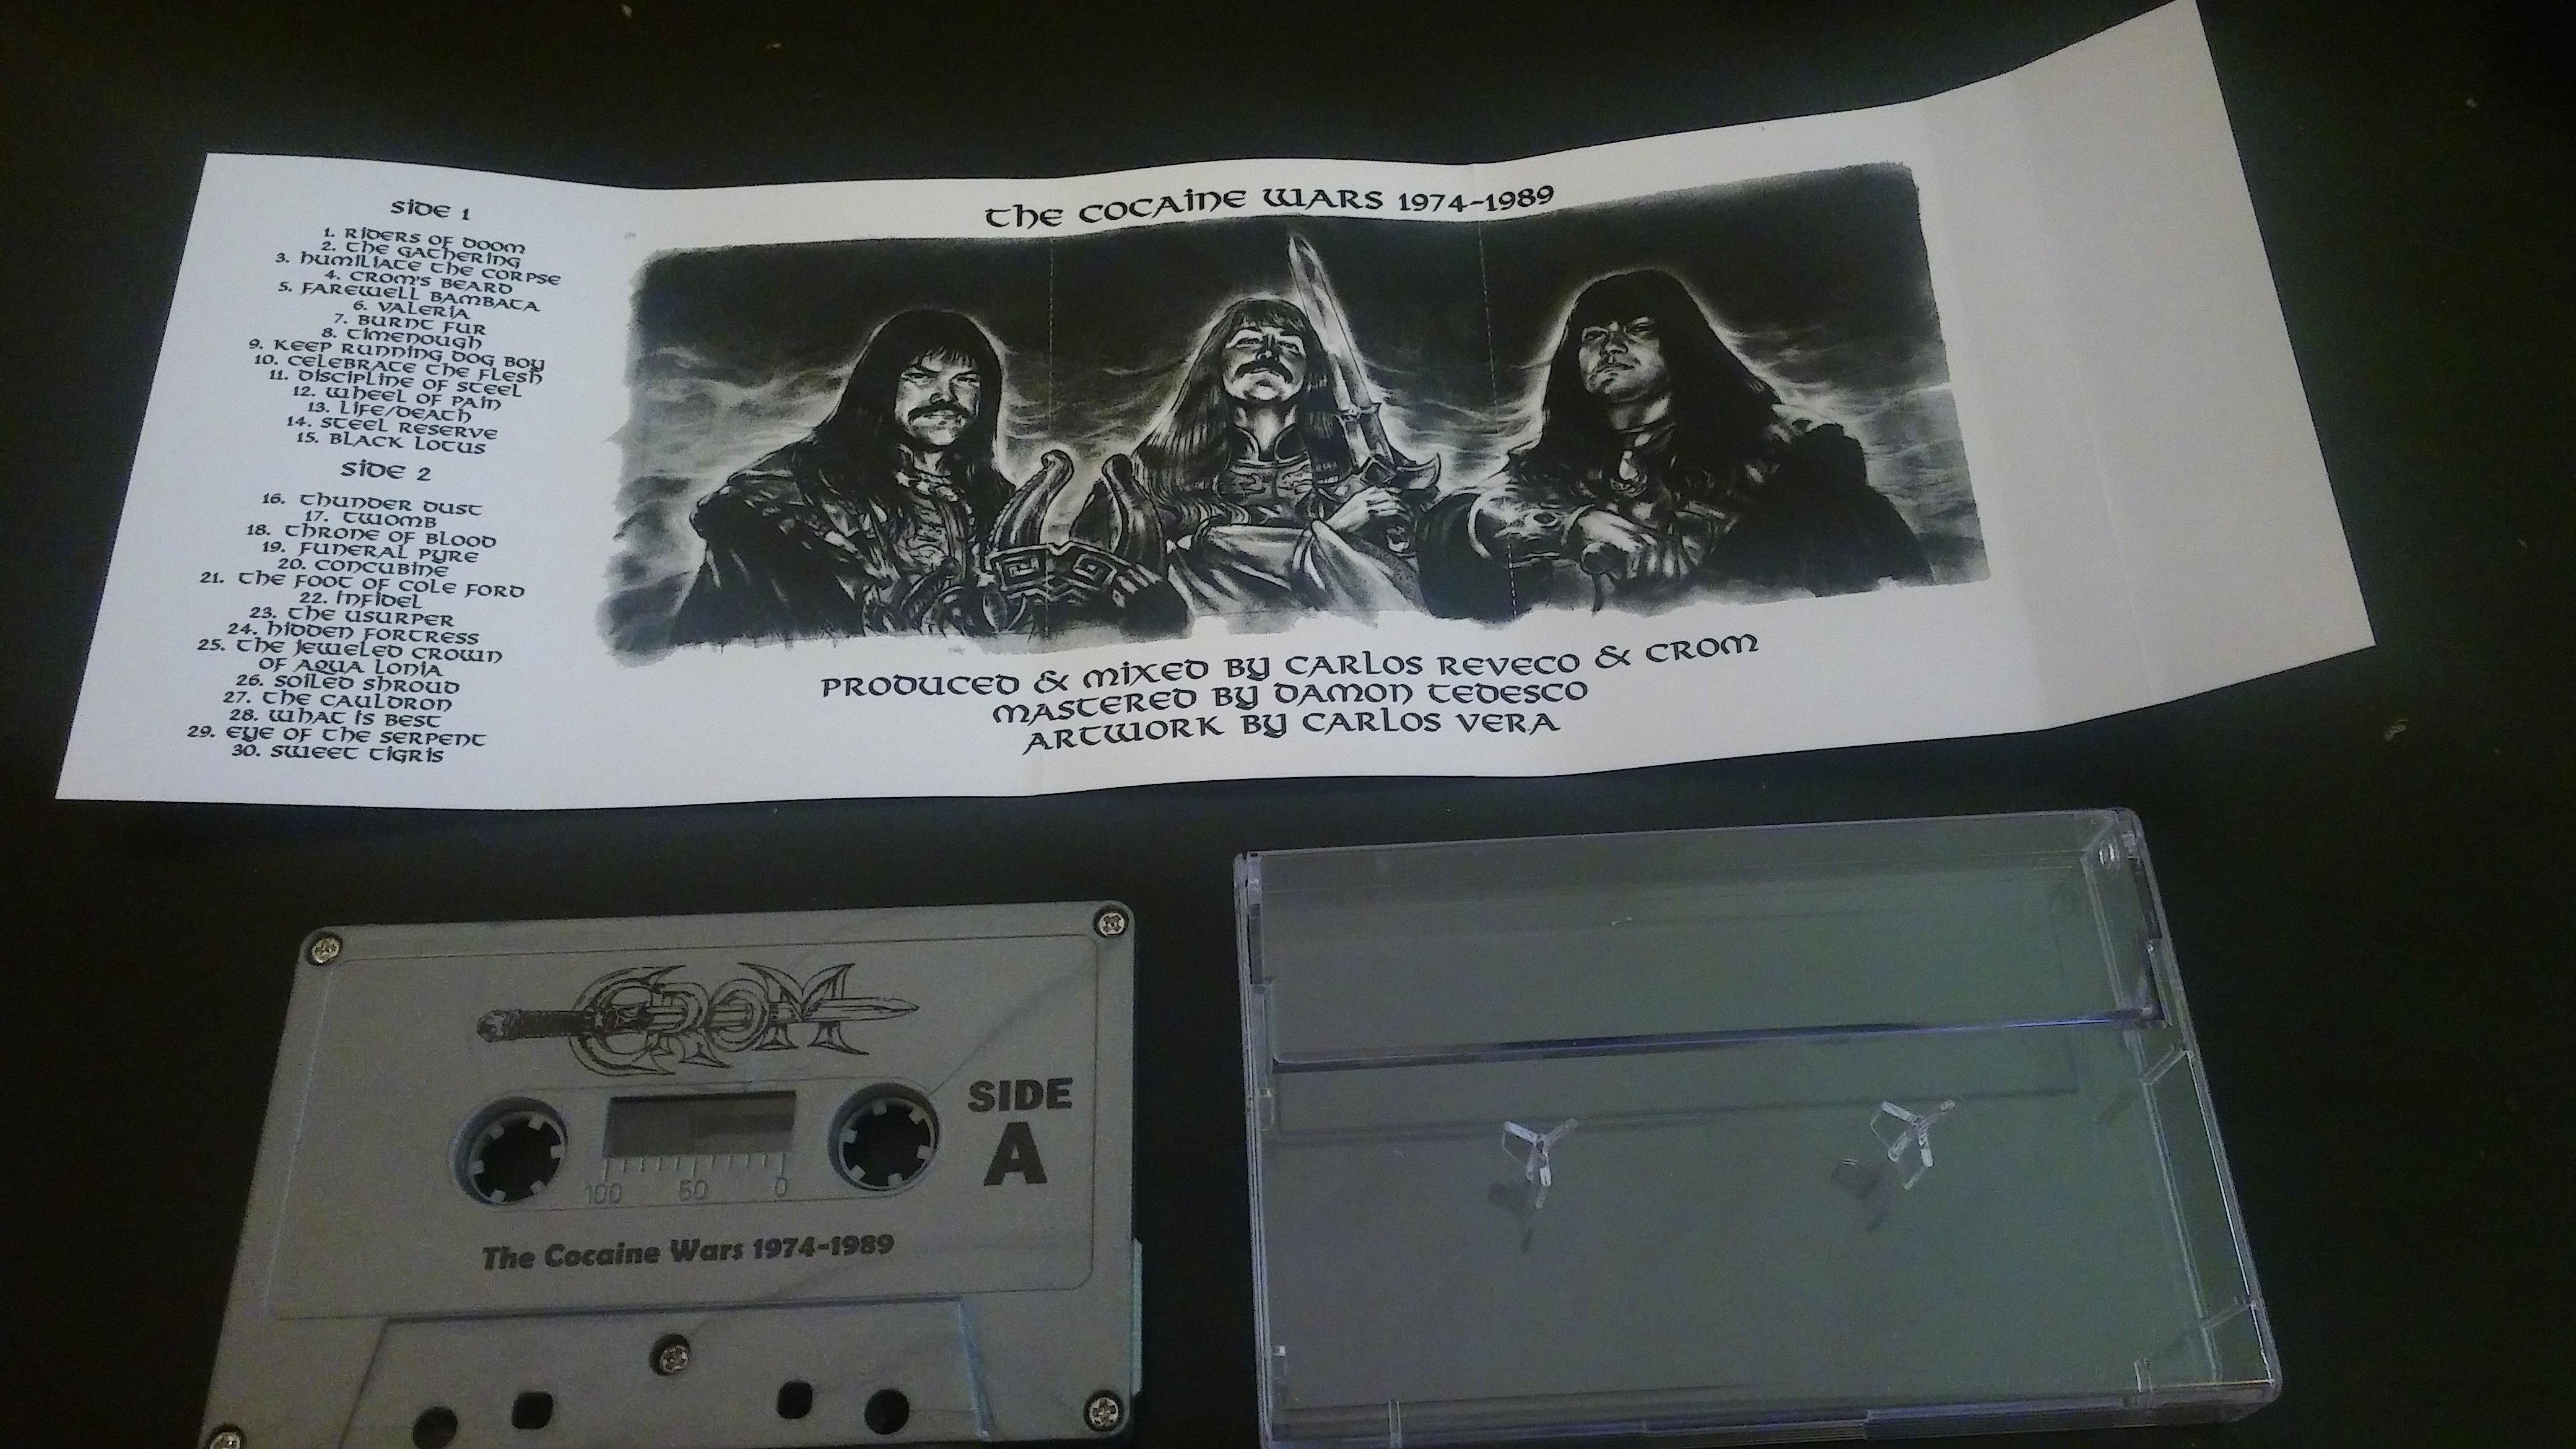 Side 1
1. Riders of Doom
2. The Gathering
3. Humiliate the Corpse
4. Crom's Beard
5. Farewell Bambata
6. Valeria
7. Burnt Fur
8. Timenough
9. Keep Running Dog Boy
10. Celebrate the Flesh
11. Discipline of Steel
12. Wheel of Pain
13. Life/Death
14. Steel Reserve
15. Black Lotus
Side 2
16. Thunder Dust
17. Twomb
18. Throne of Blood
19. Funeral Pyre
20. Concubine
21. The Foot of Cole Ford
22. Infidel
23. The Usurper
24. Hidden Fortress
25. The Jeweled Crown
of Aqua Lonia
26. Soiled Shroud
27. The Cauldron
28. What is Best
29. Eye of the Serpent
30. Sweet Tigris
The Cocaine Wars 1974-1989
Produced & Mixed by Carlos Reveco & Crom
Mastered by Damon Tedesco
Artwork by Carlos Vera
CROM
SIDE
A
100 50 0
The Cocaine Wars 1974-1989